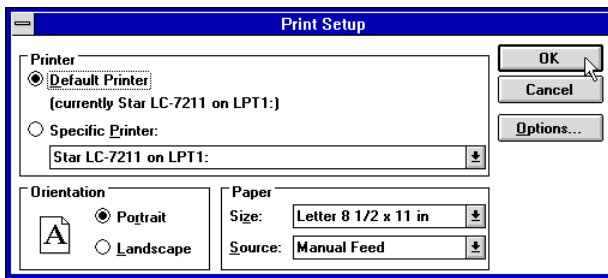 Print Setup
Printer
Default Printer
(currently Star LC-7211 on LPT1:)
Specific Printer:
Star LC-7211 on LPT1:
OK
Cancel
Options...
Orientation
A
Portrait
Landscape
Paper
Size: Letter 8 1/2 x 11 in
Source: Manual Feed